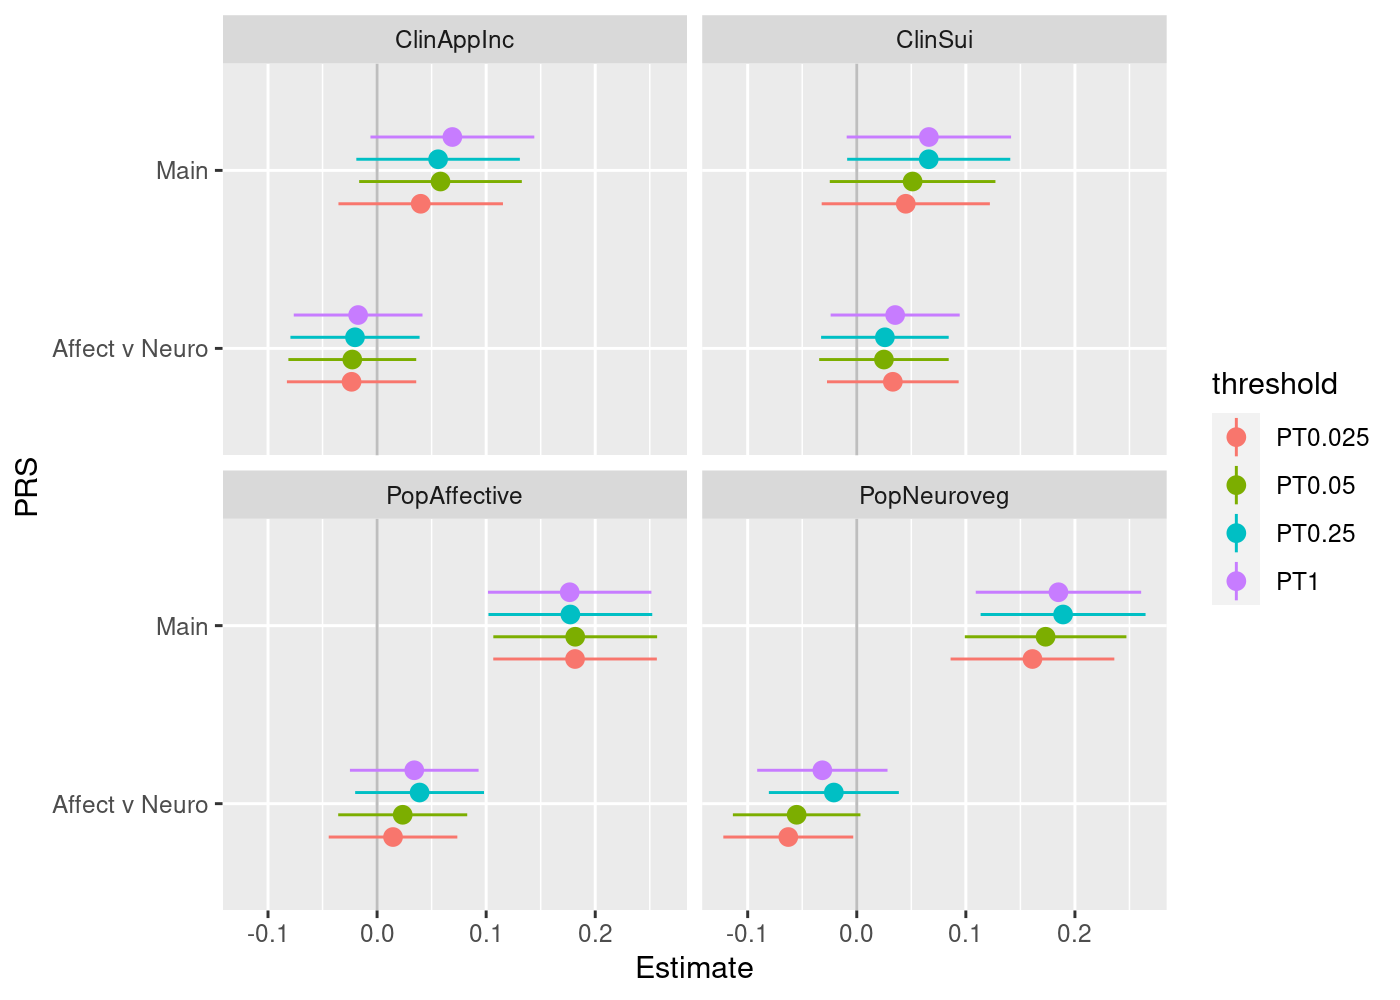 ClinAppInc
ClinSui
Main
Affect v Neuro
PopAffective
PopNeuroveg
Main
Affect v Neuro
-0.1 0.0 0.1 0.2
-0.1 0.0 0.1 0.2
Estimate
PRS
threshold
PT0.025
PT0.05
PT0.25
PT1